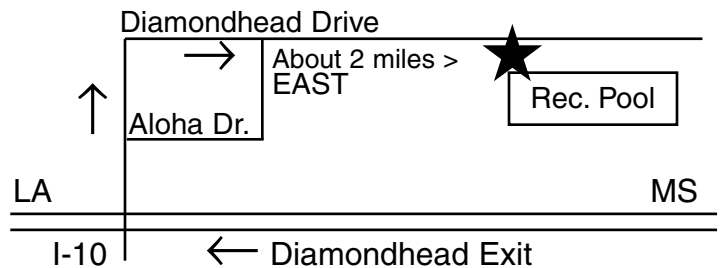 Diamondhead Drive
About 2 miles >
EAST
Rec. Pool
Aloha Dr.
LA
MS
I-10
Diamondhead Exit